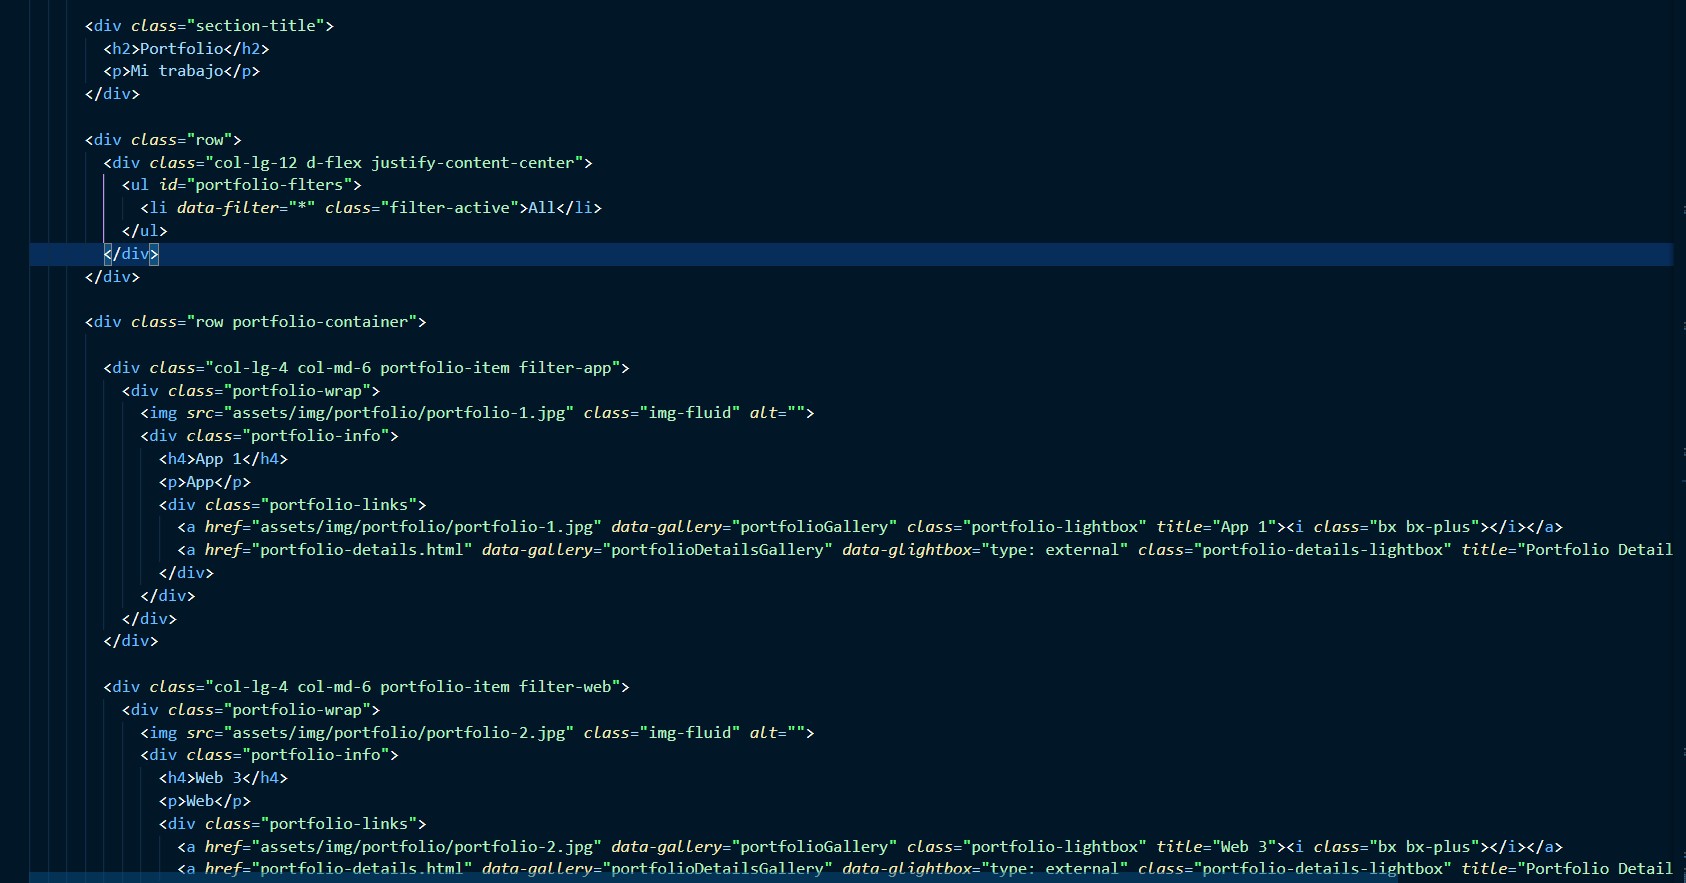 <div class="section-title">
<h2>Portfolio</h2>
<p>Mi trabajo</p>
</div>
<div class="row">
<div class="col-lg-12 d-flex justify-content-center">
<ul id="portfolio-flters">
<li data-filter="*" class="filter-active">All</li>
</ul>
</div>
</div>
<div class="row portfolio-container">
<div class="col-lg-4 col-md-6 portfolio-item filter-app">
<div class="portfolio-wrap">
<img src="assets/img/portfolio/portfolio-1.jpg" class="img-fluid" alt="">
<div class="portfolio-info">
<h4>App 1</h4>
<p>App</p>
<div class="portfolio-links">
<a href="assets/img/portfolio/portfolio-1.jpg" data-gallery="portfolioGallery" class="portfolio-lightbox" title="App 1"><i class="bx bx-plus"></i></a>
<a href="portfolio-details.html" data-gallery="portfolioDetailsGallery" data-glightbox="type: external" class="portfolio-details-lightbox" title="Portfolio Detail
</div>
</div>
</div>
</div>
<div class="col-lg-4 col-md-6 portfolio-item filter-web">
<div class="portfolio-wrap">
<img src="assets/img/portfolio/portfolio-2.jpg" class="img-fluid" alt="">
<div class="portfolio-info">
<h4>Web 3</h4>
<p>Web</p>
<div class="portfolio-links">
<a href="assets/img/portfolio/portfolio-2.jpg" data-gallery="portfolioGallery" class="portfolio-lightbox" title="Web 3"><i class="bx bx-plus"></i></a>
<a href="portfolio-details.html" data-gallery="portfolioDetailsGallery" data-glightbox="type: external" class="portfolio-details-lightbox" title="Portfolio Detail